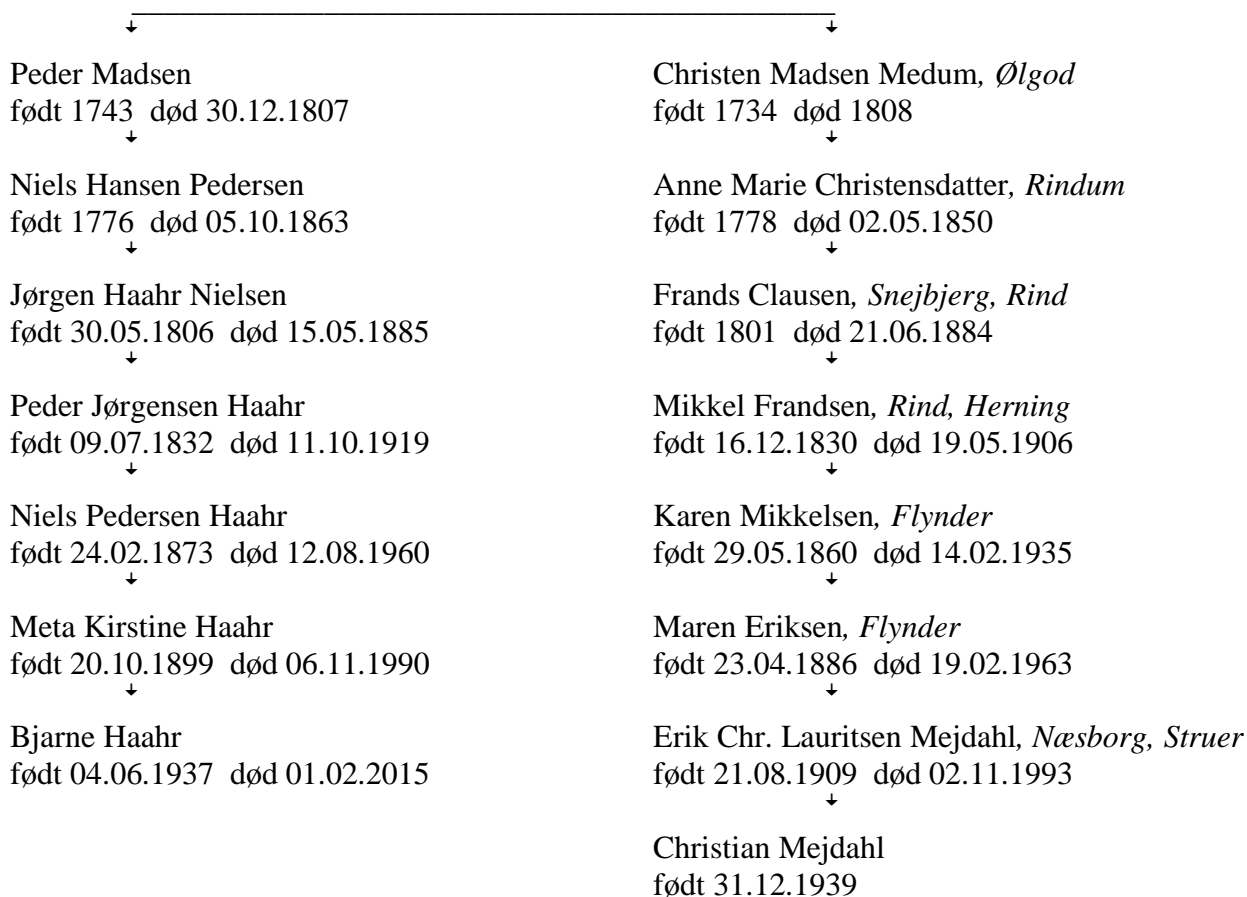 Peder Madsen
født 1743 død 30.12.1807
Niels Hansen Pedersen
født 1776 død 05.10.1863
Jørgen Haahr Nielsen
født 30.05.1806 død 15.05.1885
Peder Jørgensen Haahr
født 09.07.1832 død 11.10.1919
Niels Pedersen Haahr
født 24.02.1873 død 12.08.1960
Meta Kirstine Haahr
født 20.10.1899 død 06.11.1990
Bjarne Haahr
født 04.06.1937 død 01.02.2015
Christen Madsen Medum, Ølgod
født 1734 død 1808
Anne Marie Christensdatter, Rindum
født 1778 død 02.05.1850
Frands Clausen, Snejbjerg, Rind
født 1801 død 21.06.1884
Mikkel Frandsen, Rind, Herning
født 16.12.1830 død 19.05.1906
Karen Mikkelsen, Flynder
født 29.05.1860 død 14.02.1935
Maren Eriksen, Flynder
født 23.04.1886 død 19.02.1963
Erik Chr. Lauritsen Mejdahl, Næsborg, Struer
født 21.08.1909 død 02.11.1993
Christian Mejdahl
født 31.12.1939